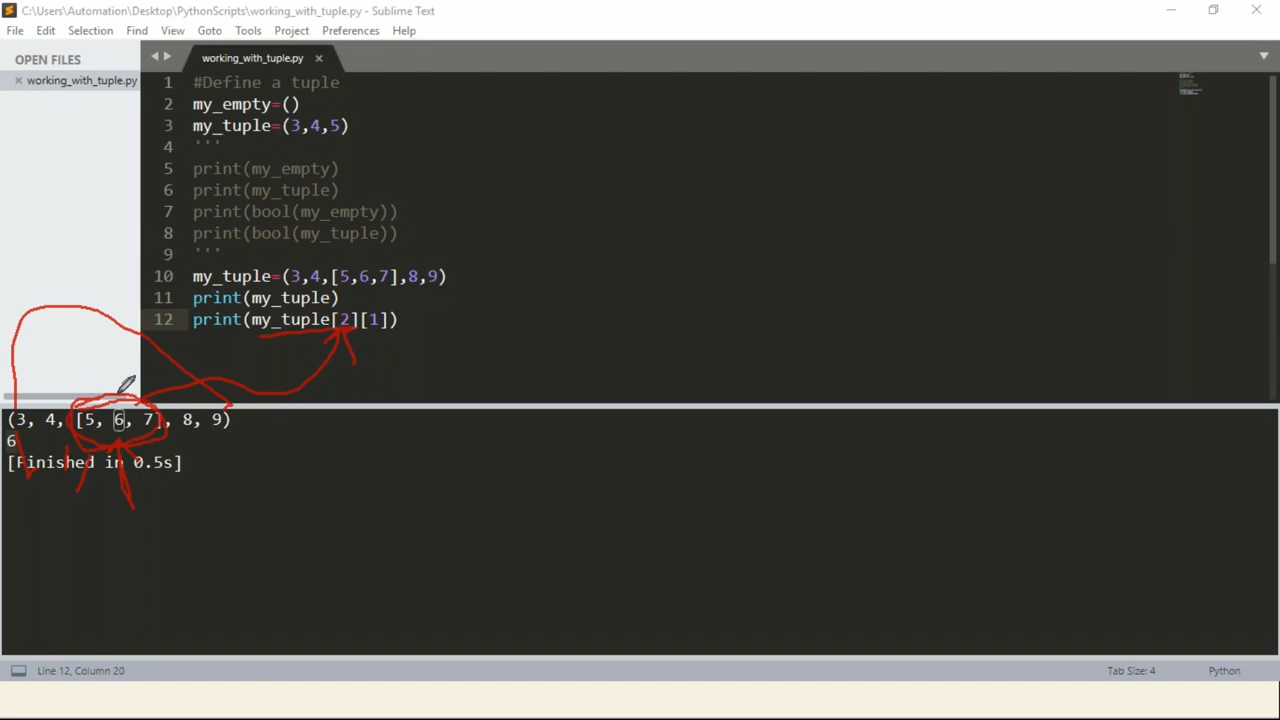 C:\Users\Automation\Desktop\PythonScripts\working_with_tuple.py - Sublime Text
File Edit Selection Find View Goto Tools Project Preferences Help
OPEN FILES
working_with_tuple.py
working_with_tuple.py
1 #Define a tuple
2 my_empty=()
3 my_tuple=(3,4,5)
4 '''
5 print(my_empty)
6 print(my_tuple)
7 print(bool(my_empty))
8 print(bool(my_tuple))
9 '''
10 my_tuple=(3,4,[5,6,7],8,9)
11 print(my_tuple)
12 print(my_tuple[2][1])
(3, 4, [5, 6, 7], 8, 9)
6
[Finished in 0.5s]
Line 12, Column 20
Tab Size: 4
Python